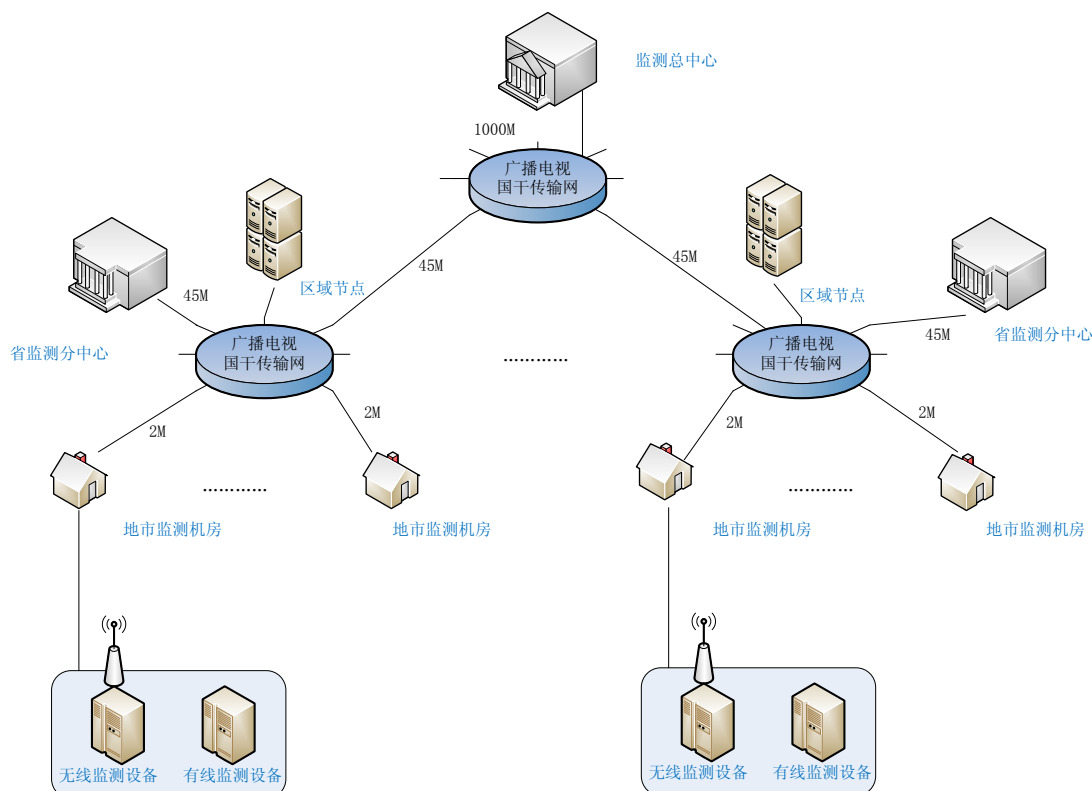 监测总中心
1000M
广播电视
国干传输网
45M
45M
区域节点
区域节点
45M
45M
省监测分中心
省监测分中心
广播电视
国干传输网
…………
广播电视
国干传输网
2M
2M
2M
2M
…………
…………
地市监测机房
地市监测机房
地市监测机房
地市监测机房
无线监测设备
有线监测设备
无线监测设备
有线监测设备